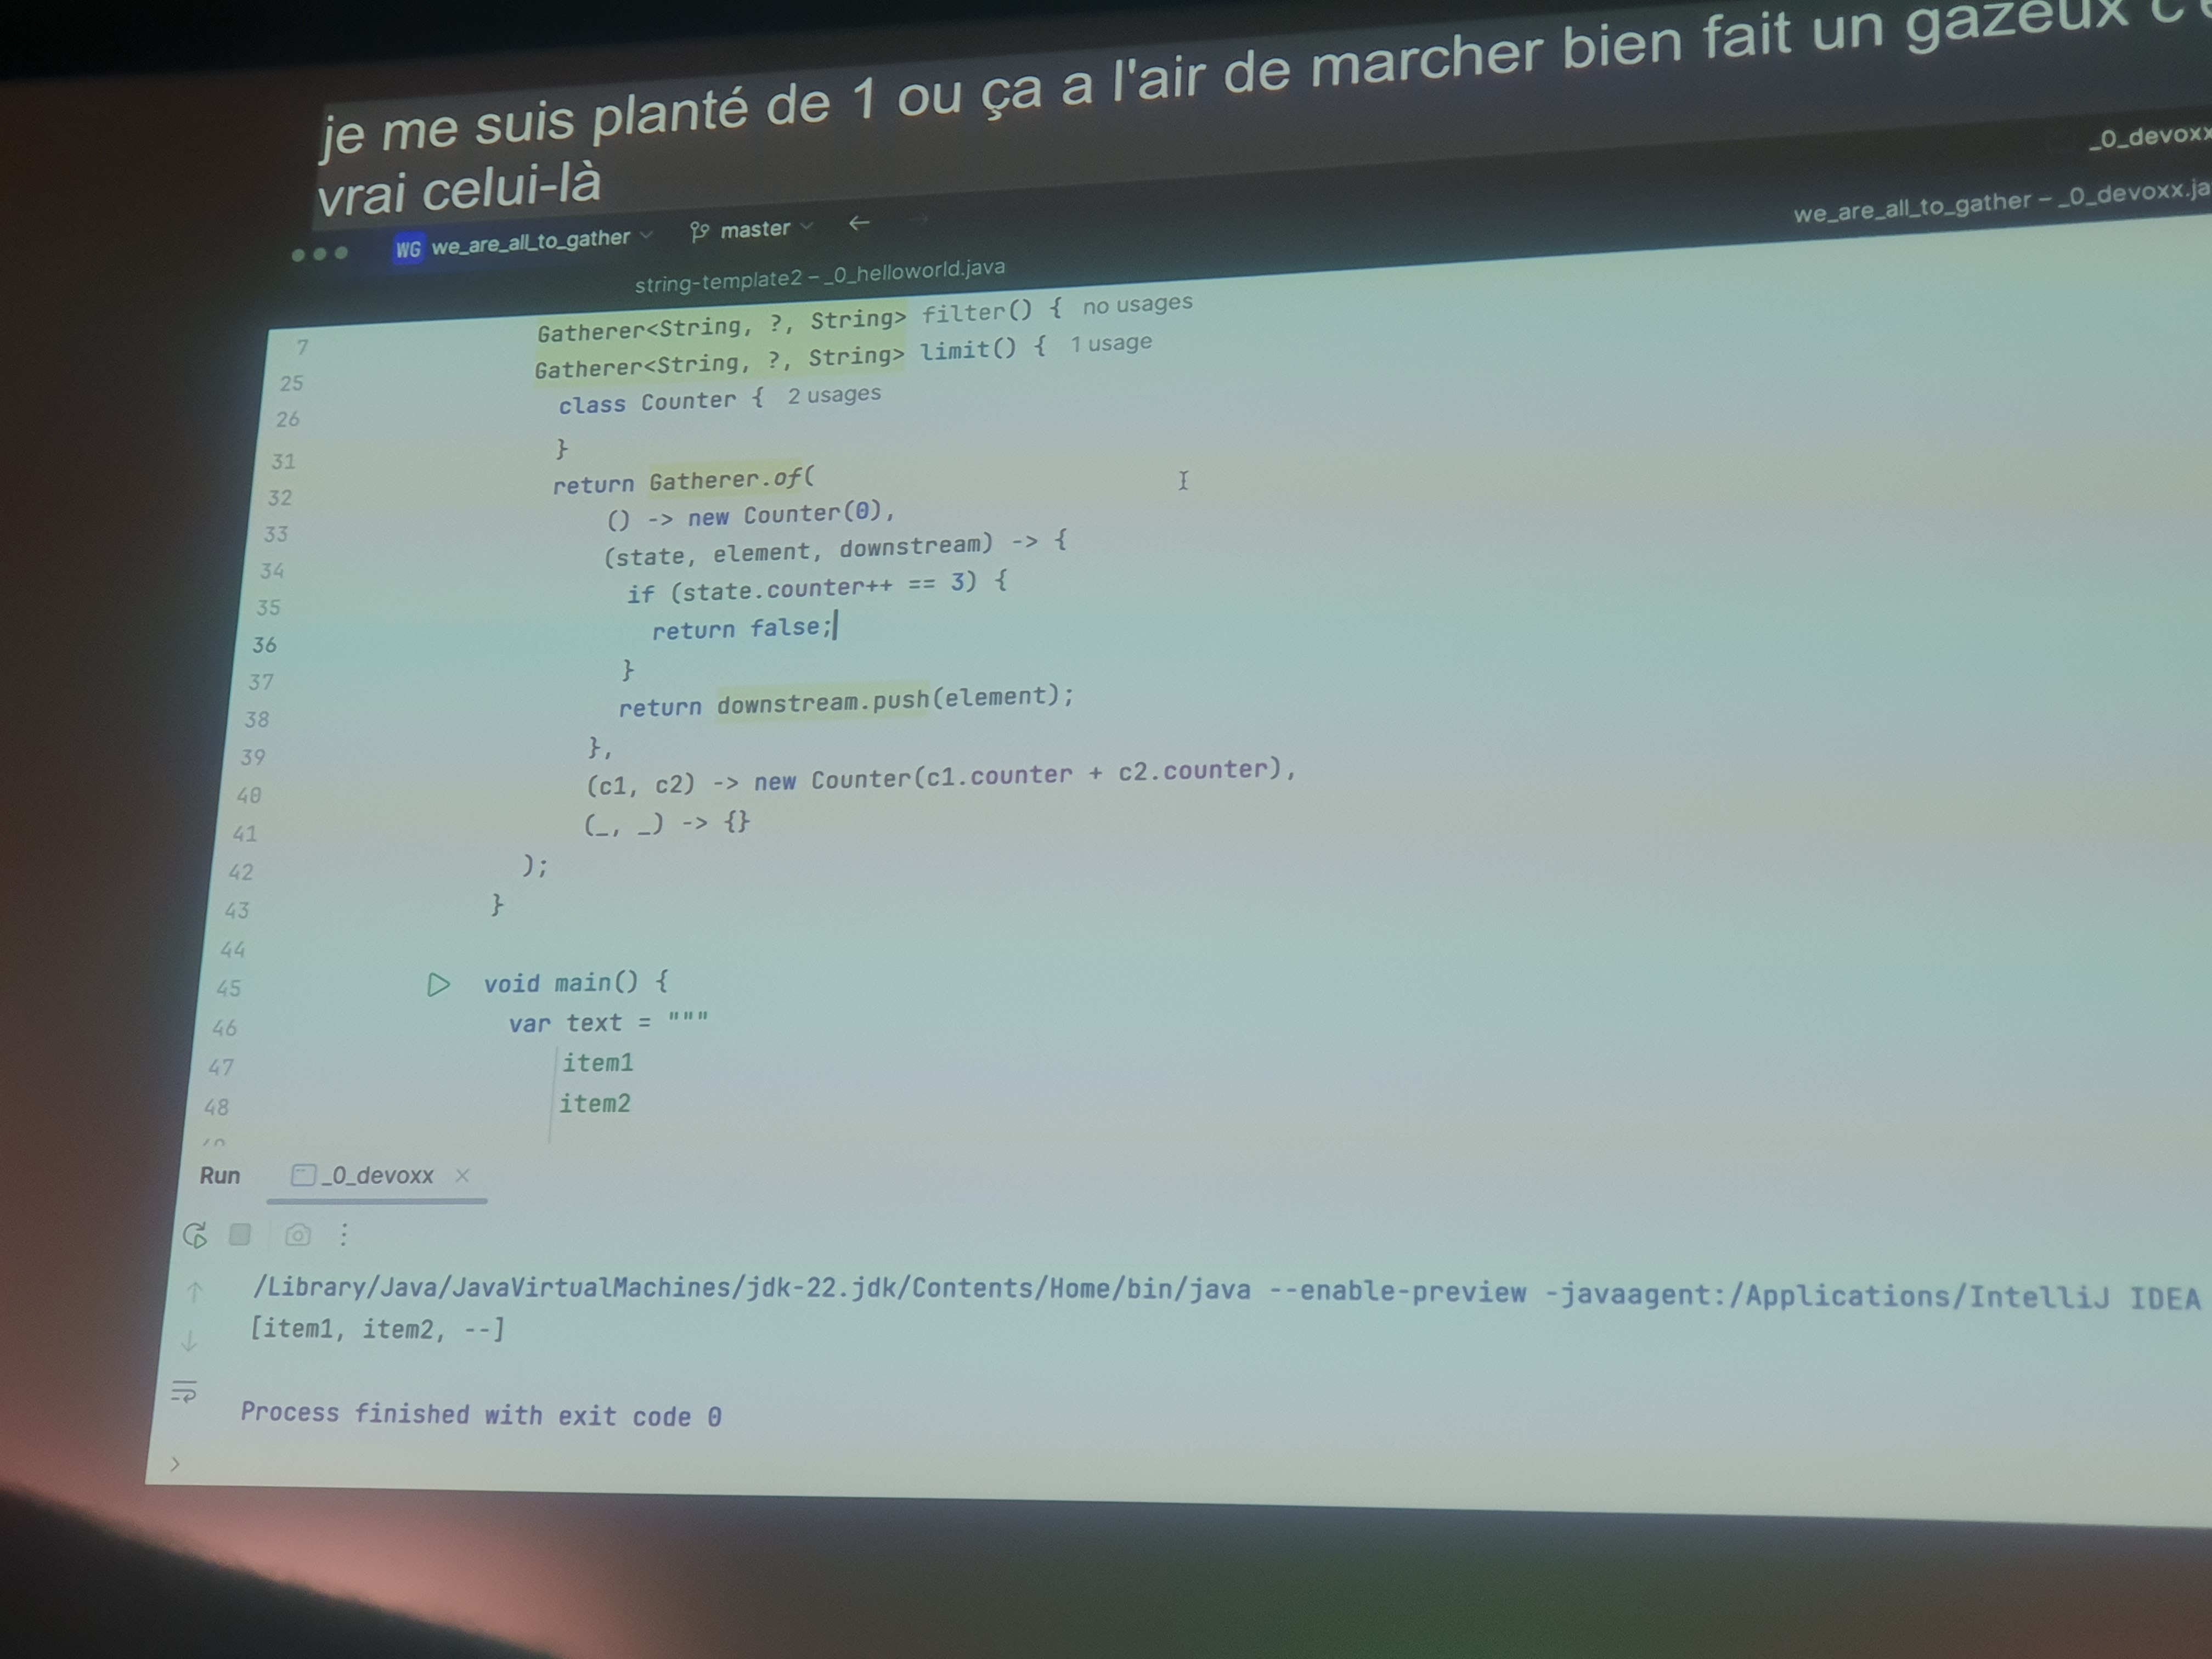 je me suis planté de 1 ou ça a l'air de marcher bien fait un gazeux
vrai celui-là
_0_devoxx
WG we_are_all_to_gather master
we_are_all_to_gather – _0_devoxx.ja
string-template2 – _0_helloworld.java
7 Gatherer<String, ?, String> filter() { no usages
25 Gatherer<String, ?, String> limit() { 1 usage
26 class Counter { 2 usages
31 }
32 return Gatherer.of(
33 () -> new Counter(0),
34 (state, element, downstream) -> {
35 if (state.counter++ == 3) {
36 return false;
37 }
38 return downstream.push(element);
39 },
40 (c1, c2) -> new Counter(c1.counter + c2.counter),
41 (_, _) -> {}
42 );
43 }
44
45 void main() {
46 var text = """
47 item1
48 item2
Run _0_devoxx
/Library/Java/JavaVirtualMachines/jdk-22.jdk/Contents/Home/bin/java --enable-preview -javaagent:/Applications/IntelliJ IDEA
[item1, item2, --]
Process finished with exit code 0